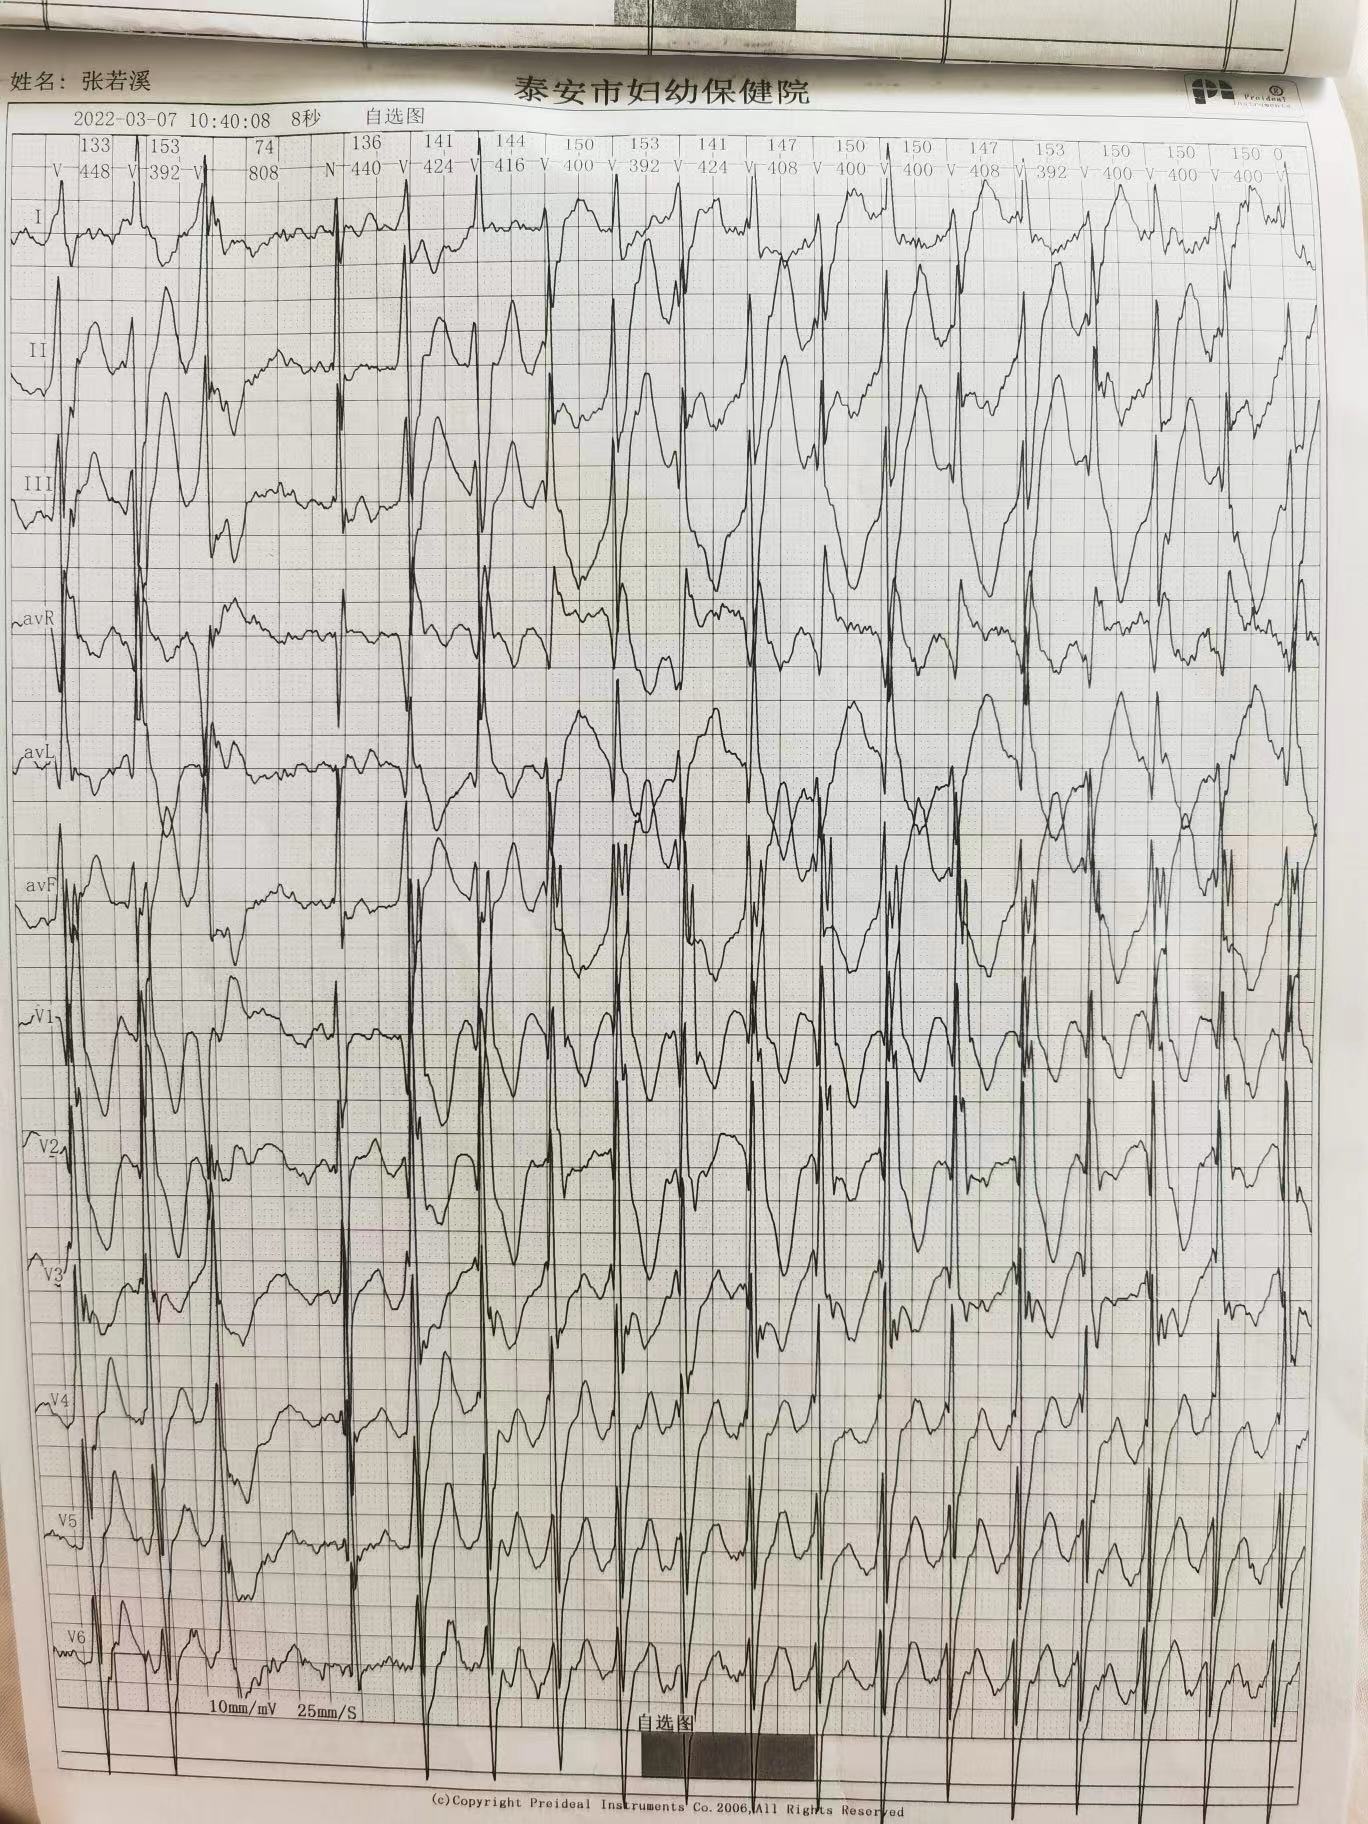 姓名: 张若溪
泰安市妇幼保健院
Preideal
Instruments
®
2022-03-07 10:40:08 8秒 自选图
133 153 74 136 141 144 150 153 141 147 150 150 147 153 150 150 150 0
V 448 V 392 V 808 N 440 V 424 V 416 V 400 V 392 V 424 V 408 V 400 V 400 V 408 V 392 V 400 V 400 V 400 V
I
II
III
avR
avL
avF
V1
V2
V3
V4
V5
V6
10mm/mV 25mm/S
自选图
(c)Copyright Preideal Instruments Co.2006,All Rights Reserved